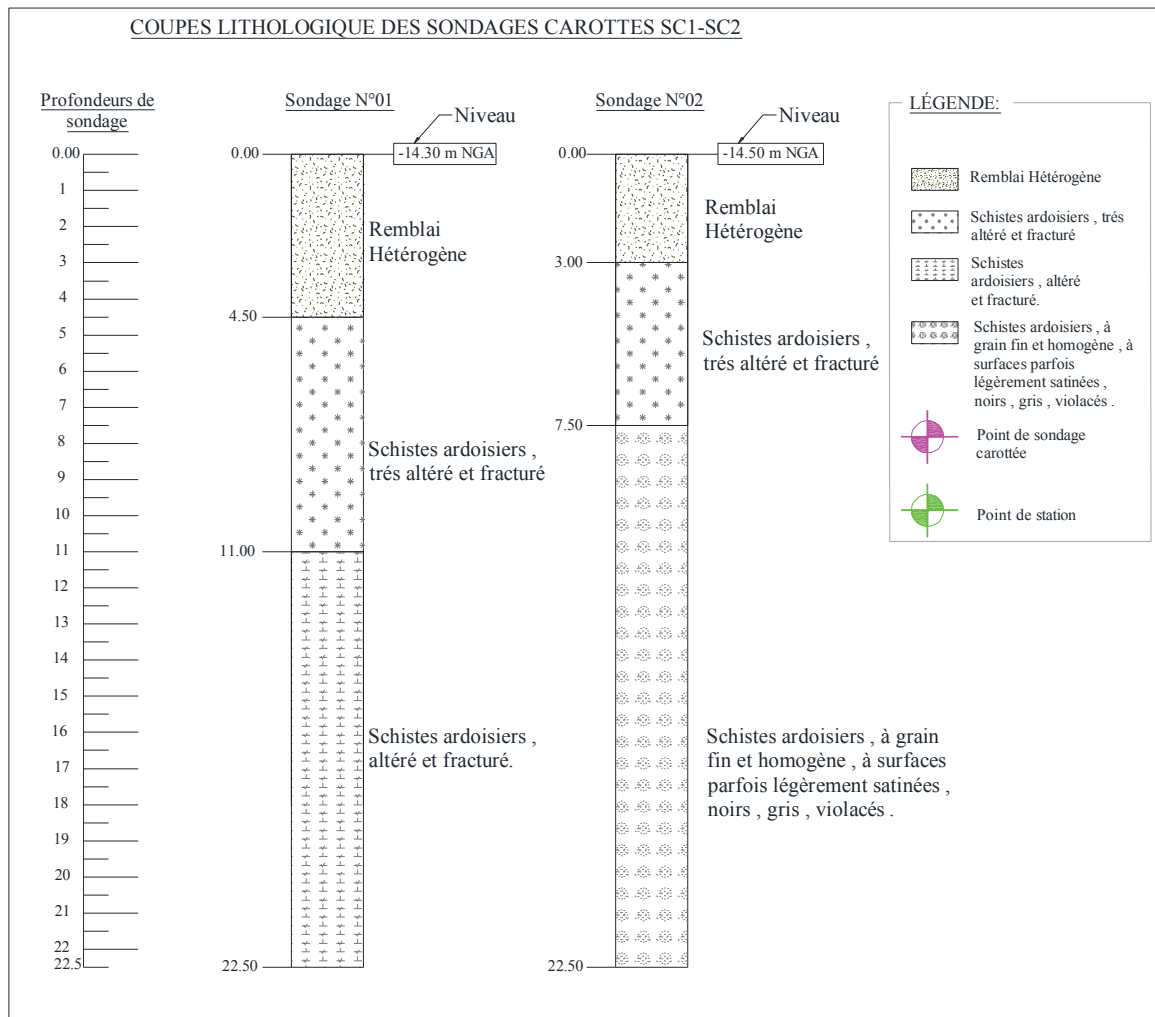 COUPES LITHOLOGIQUE DES SONDAGES CAROTTES SC1-SC2
Profondeurs de
sondage
0.00
1
2
3
4
5
6
7
8
9
10
11
12
13
14
15
16
17
18
19
20
21
22
22.5
Sondage N°01
Niveau
-14.30 m NGA
0.00
Remblai
Hétérogène
4.50
Schistes ardoisiers ,
trés altéré et fracturé
11.00
Schistes ardoisiers ,
altéré et fracturé.
22.50
Sondage N°02
Niveau
-14.50 m NGA
0.00
Remblai
Hétérogène
3.00
Schistes ardoisiers ,
trés altéré et fracturé
7.50
Schistes ardoisiers , à grain
fin et homogène , à surfaces
parfois légèrement satinées ,
noirs , gris , violacés .
22.50
LÉGENDE:
Remblai Hétérogène
Schistes ardoisiers , trés
altéré et fracturé
Schistes
ardoisiers , altéré
et fracturé.
Schistes ardoisiers , à
grain fin et homogène , à
surfaces parfois
légèrement satinées ,
noirs , gris , violacés .
Point de sondage
carottée
Point de station